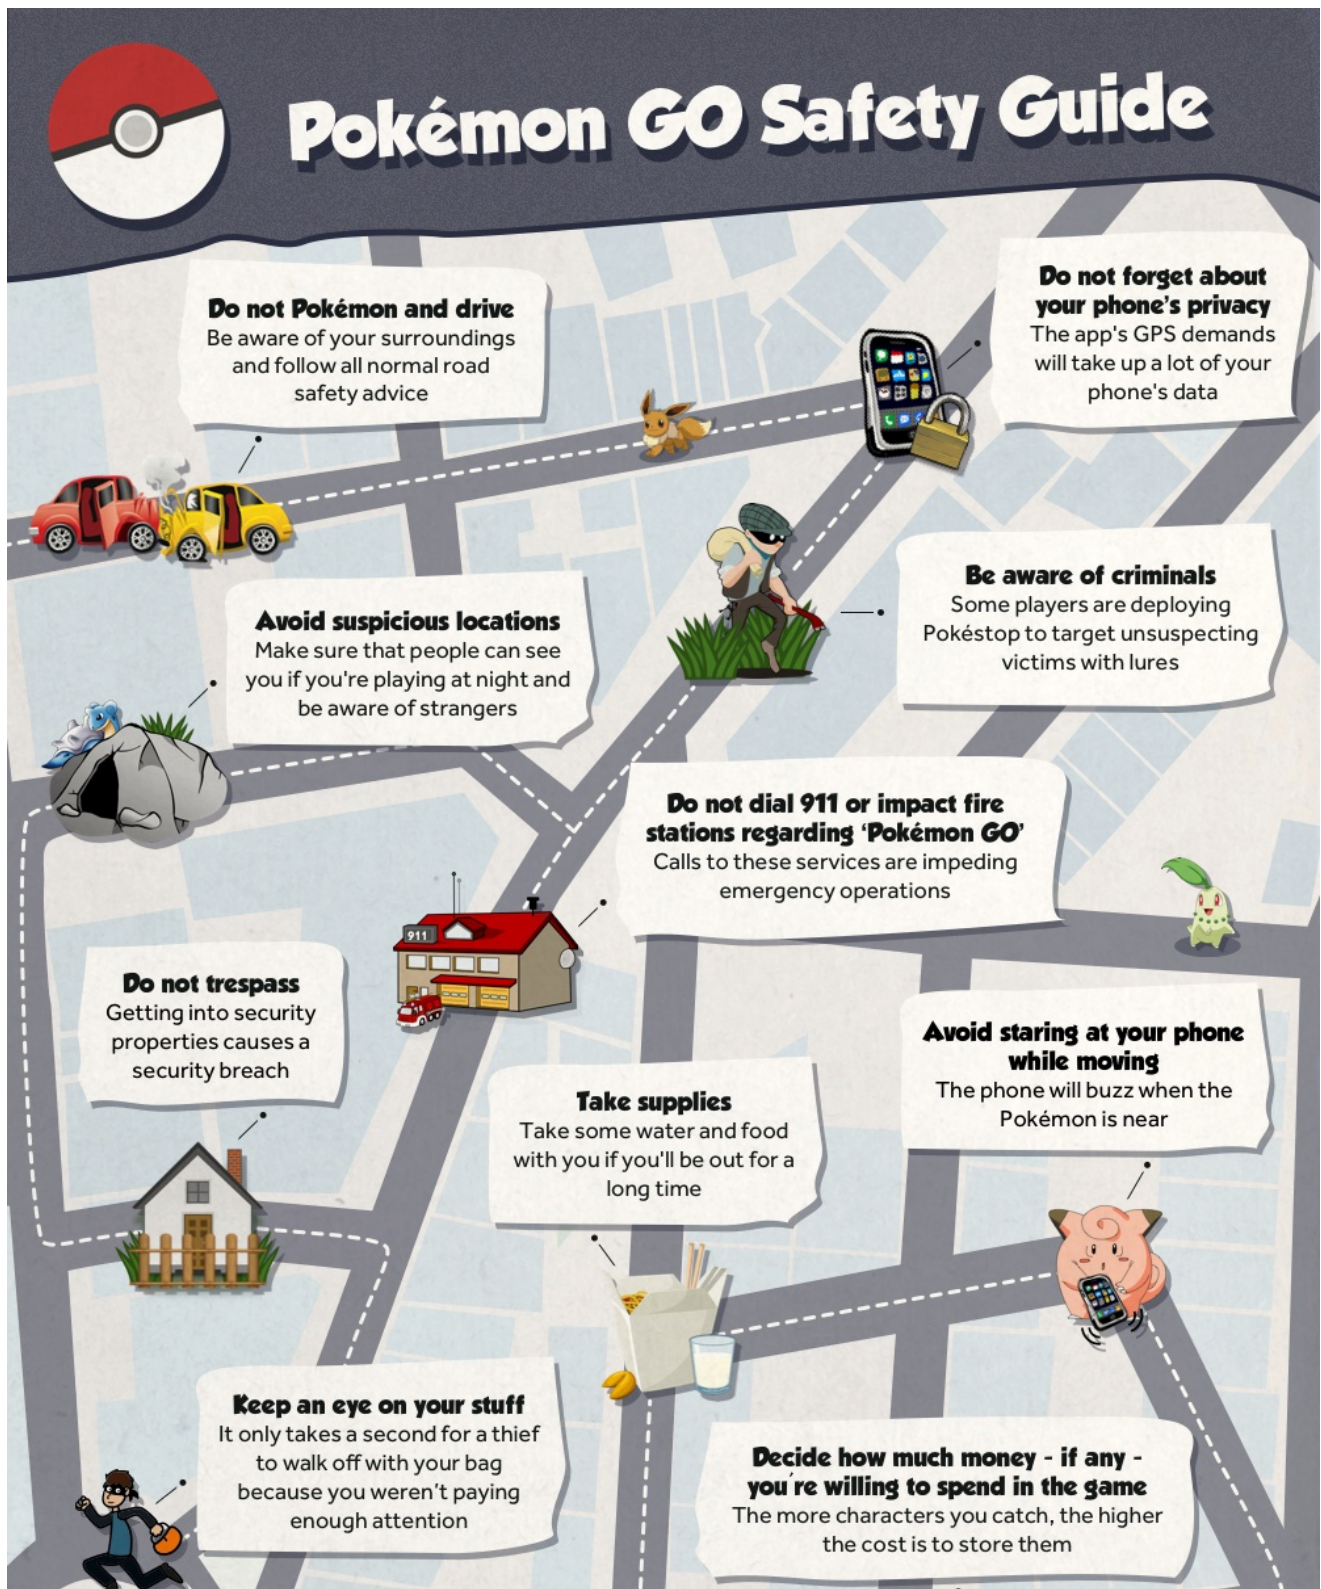 Pokémon GO Safety Guide
Do not Pokémon and drive
Be aware of your surroundings
and follow all normal road
safety advice
Do not forget about
your phone's privacy
The app's GPS demands
will take up a lot of your
phone's data
Be aware of criminals
Some players are deploying
Pokéstop to target unsuspecting
victims with lures
Avoid suspicious locations
Make sure that people can see
you if you're playing at night and
be aware of strangers
Do not dial 911 or impact fire
stations regarding ‘Pokémon GO’
Calls to these services are impeding
emergency operations
911
Do not trespass
Getting into security
properties causes a
security breach
Avoid staring at your phone
while moving
The phone will buzz when the
Pokémon is near
Take supplies
Take some water and food
with you if you'll be out for a
long time
Keep an eye on your stuff
It only takes a second for a thief
to walk off with your bag
because you weren't paying
enough attention
Decide how much money - if any -
you're willing to spend in the game
The more characters you catch, the higher
the cost is to store them